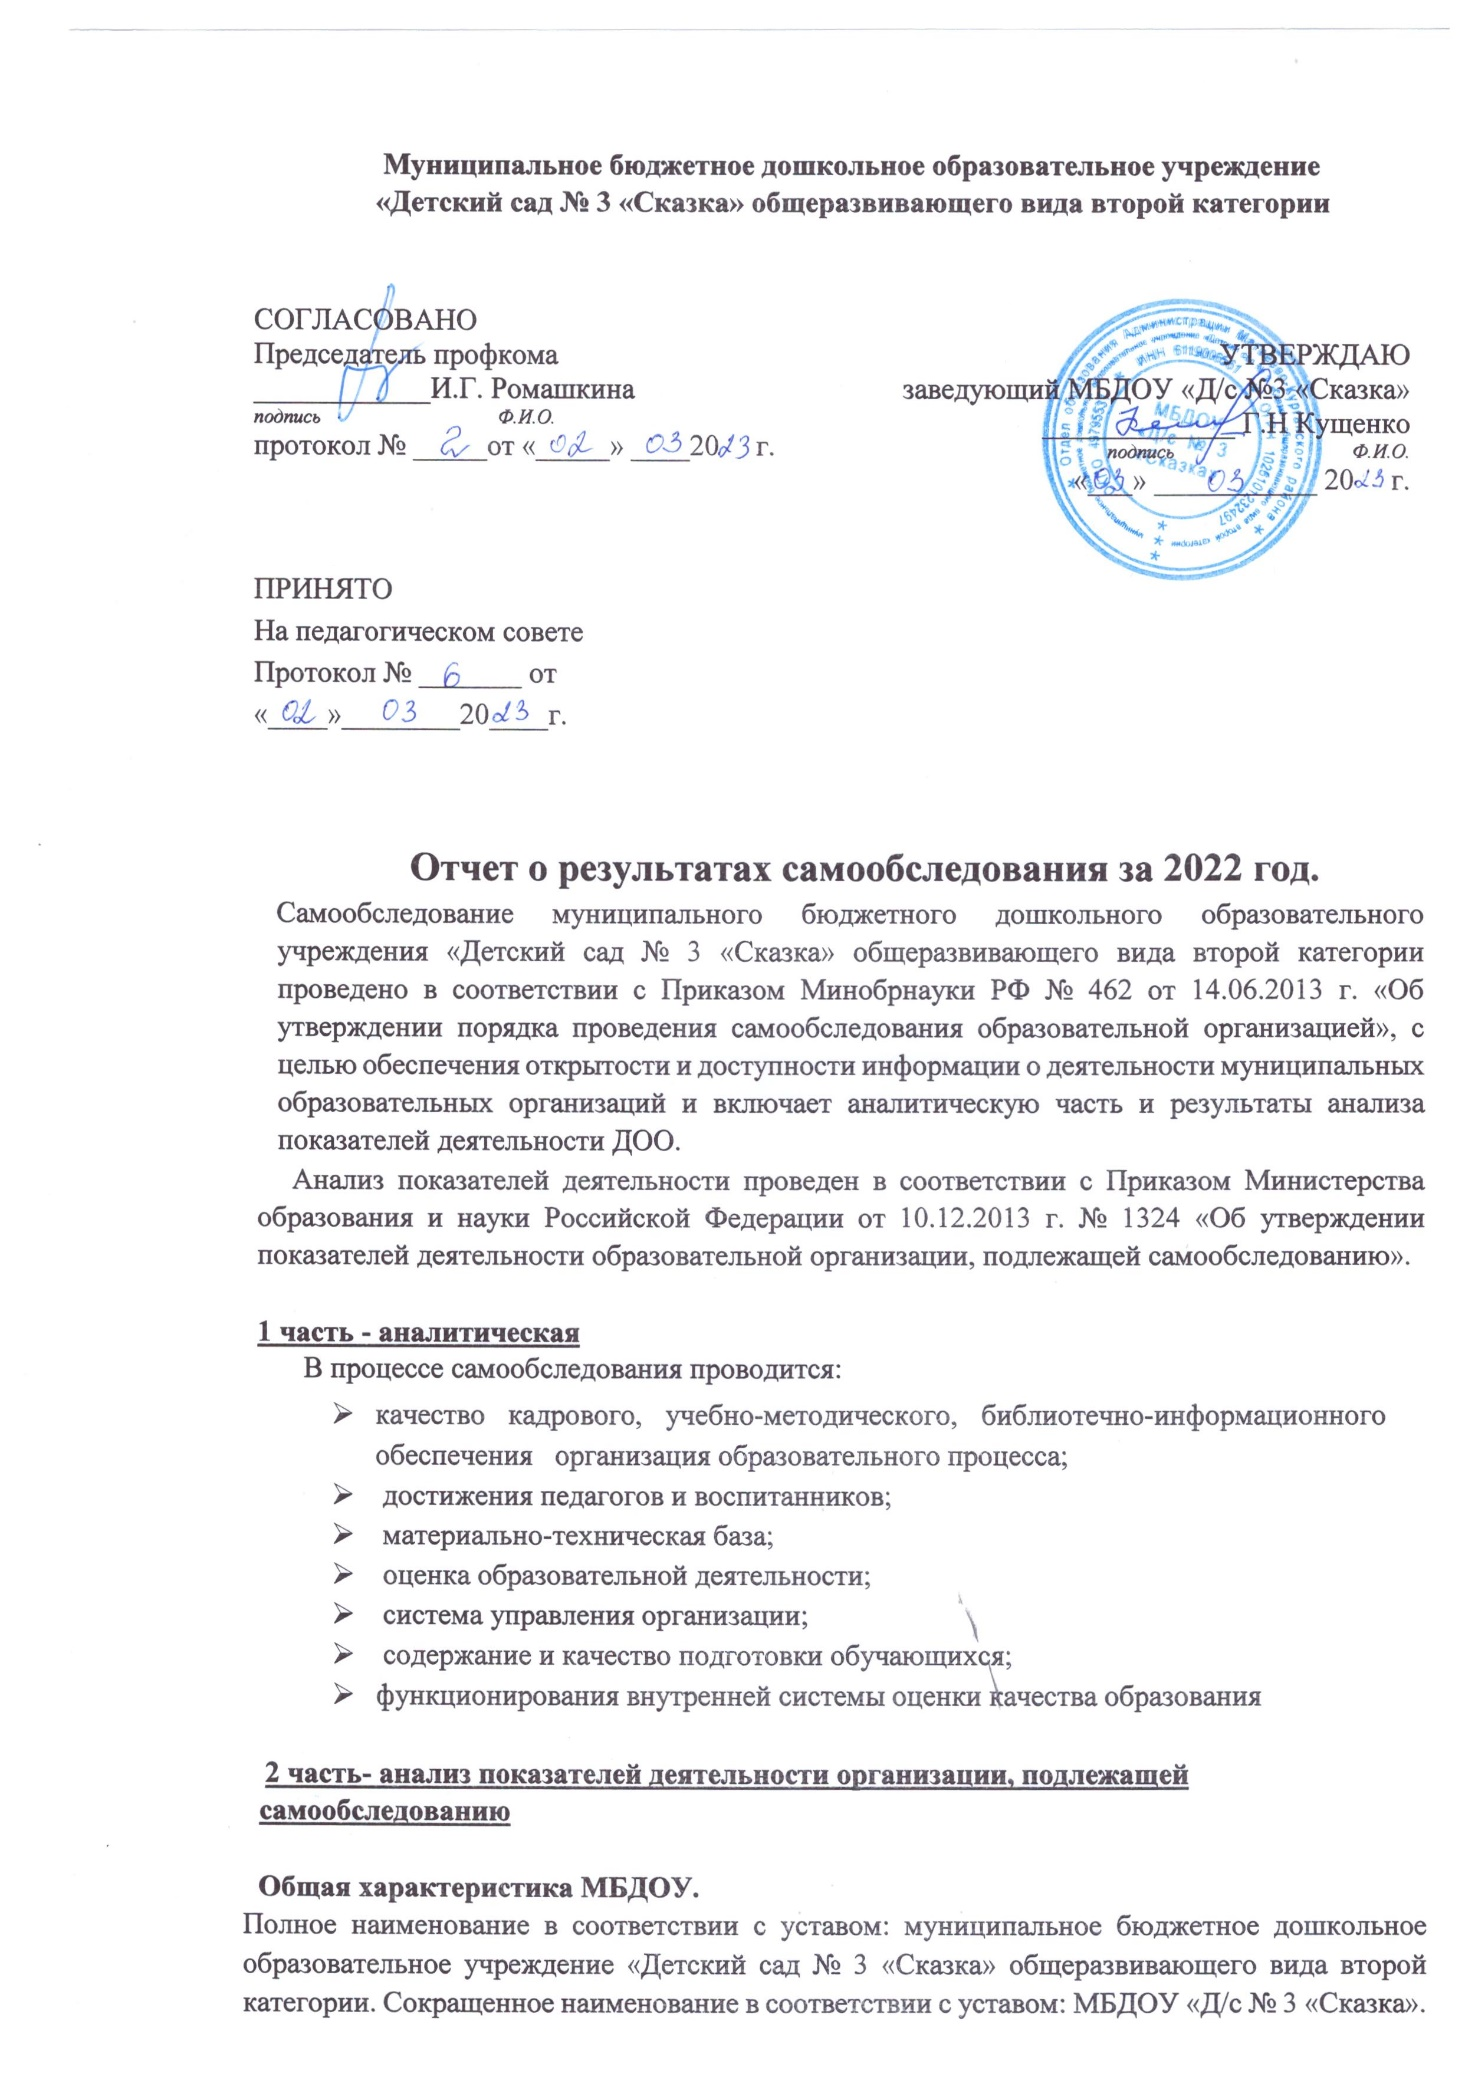 Муниципальное бюджетное дошкольное образовательное учреждение
«Детский сад № 3 «Сказка» общеразвивающего вида второй категории
СОГЛАСОВАНО
Председатель профкома
____________И.Г. Ромашкина
подпись Ф.И.О.
протокол № 2 от « 02 » 03 2023 г.
УТВЕРЖДАЮ
заведующий МБДОУ «Д/с №3 «Сказка»
_____________Г.Н Кущенко
подпись Ф.И.О.
«03» 03 2023 г.
МБДОУ
«Д/с № 3
«Сказка»
ПРИНЯТО
На педагогическом совете
Протокол № 6 от
« 02 » 03 2023 г.
Отчет о результатах самообследования за 2022 год.
Самообследование муниципального бюджетного дошкольного образовательного
учреждения «Детский сад № 3 «Сказка» общеразвивающего вида второй категории
проведено в соответствии с Приказом Минобрнауки РФ № 462 от 14.06.2013 г. «Об
утверждении порядка проведения самообследования образовательной организацией», с
целью обеспечения открытости и доступности информации о деятельности муниципальных
образовательных организаций и включает аналитическую часть и результаты анализа
показателей деятельности ДОО.
Анализ показателей деятельности проведен в соответствии с Приказом Министерства
образования и науки Российской Федерации от 10.12.2013 г. № 1324 «Об утверждении
показателей деятельности образовательной организации, подлежащей самообследованию».
1 часть - аналитическая
В процессе самообследования проводится:
➢ качество кадрового, учебно-методического, библиотечно-информационного
обеспечения организация образовательного процесса;
➢ достижения педагогов и воспитанников;
➢ материально-техническая база;
➢ оценка образовательной деятельности;
➢ система управления организации;
➢ содержание и качество подготовки обучающихся;
➢ функционирования внутренней системы оценки качества образования
2 часть- анализ показателей деятельности организации, подлежащей
самообследованию
Общая характеристика МБДОУ.
Полное наименование в соответствии с уставом: муниципальное бюджетное дошкольное
образовательное учреждение «Детский сад № 3 «Сказка» общеразвивающего вида второй
категории. Сокращенное наименование в соответствии с уставом: МБДОУ «Д/с № 3 «Сказка».